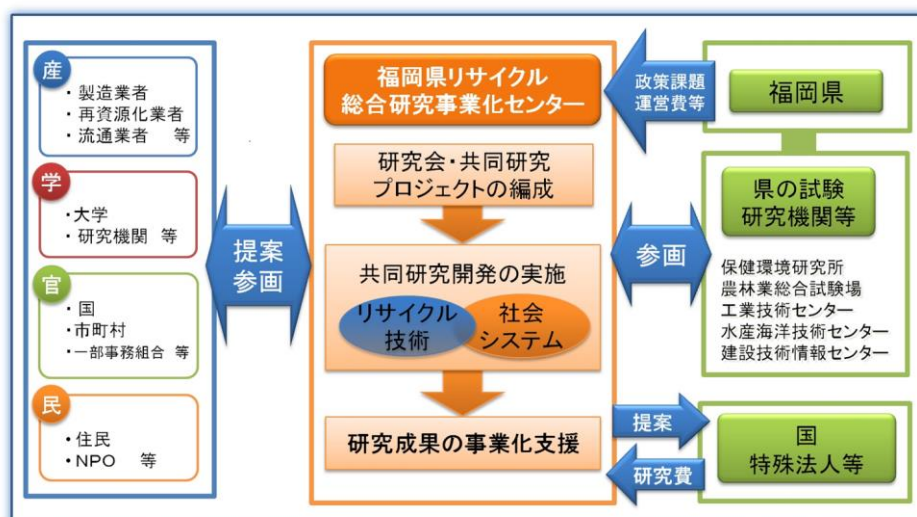 産
・製造業者
・再資源化業者
・流通業者 等
学
・大学
・研究機関 等
官
・国
・市町村
・一部事務組合 等
民
・住民
・NPO 等
提案
参画
福岡県リサイクル
総合研究事業化センター
研究会・共同研究
プロジェクトの編成
共同研究開発の実施
リサイクル
技術
社会
システム
研究成果の事業化支援
政策課題
運営費等
福岡県
参画
県の試験
研究機関等
保健環境研究所
農林業総合試験場
工業技術センター
水産海洋技術センター
建設技術情報センター
提案
研究費
国
特殊法人等